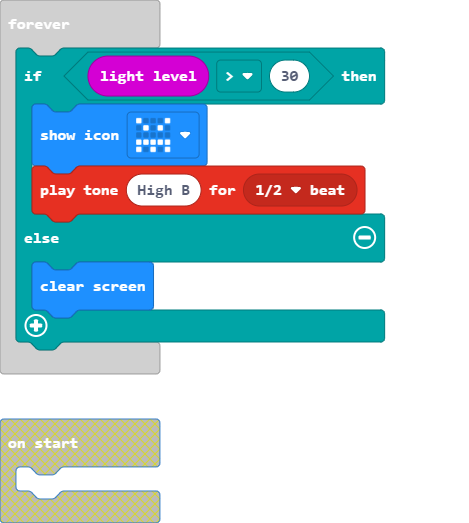 forever
if light level > 30 then
show icon
play tone High B for 1/2 beat
else
clear screen
on start